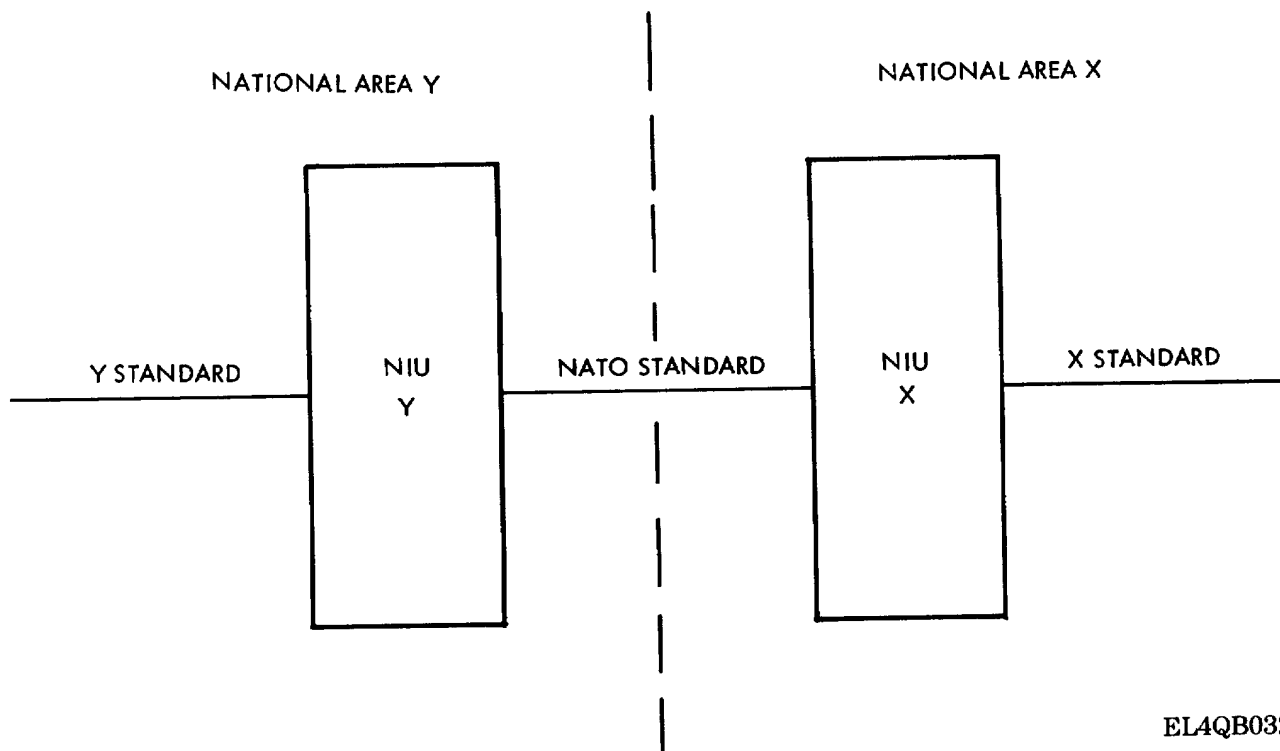 NATIONAL AREA Y
NATIONAL AREA X
Y STANDARD
NIU
Y
NATO STANDARD
NIU
X
X STANDARD